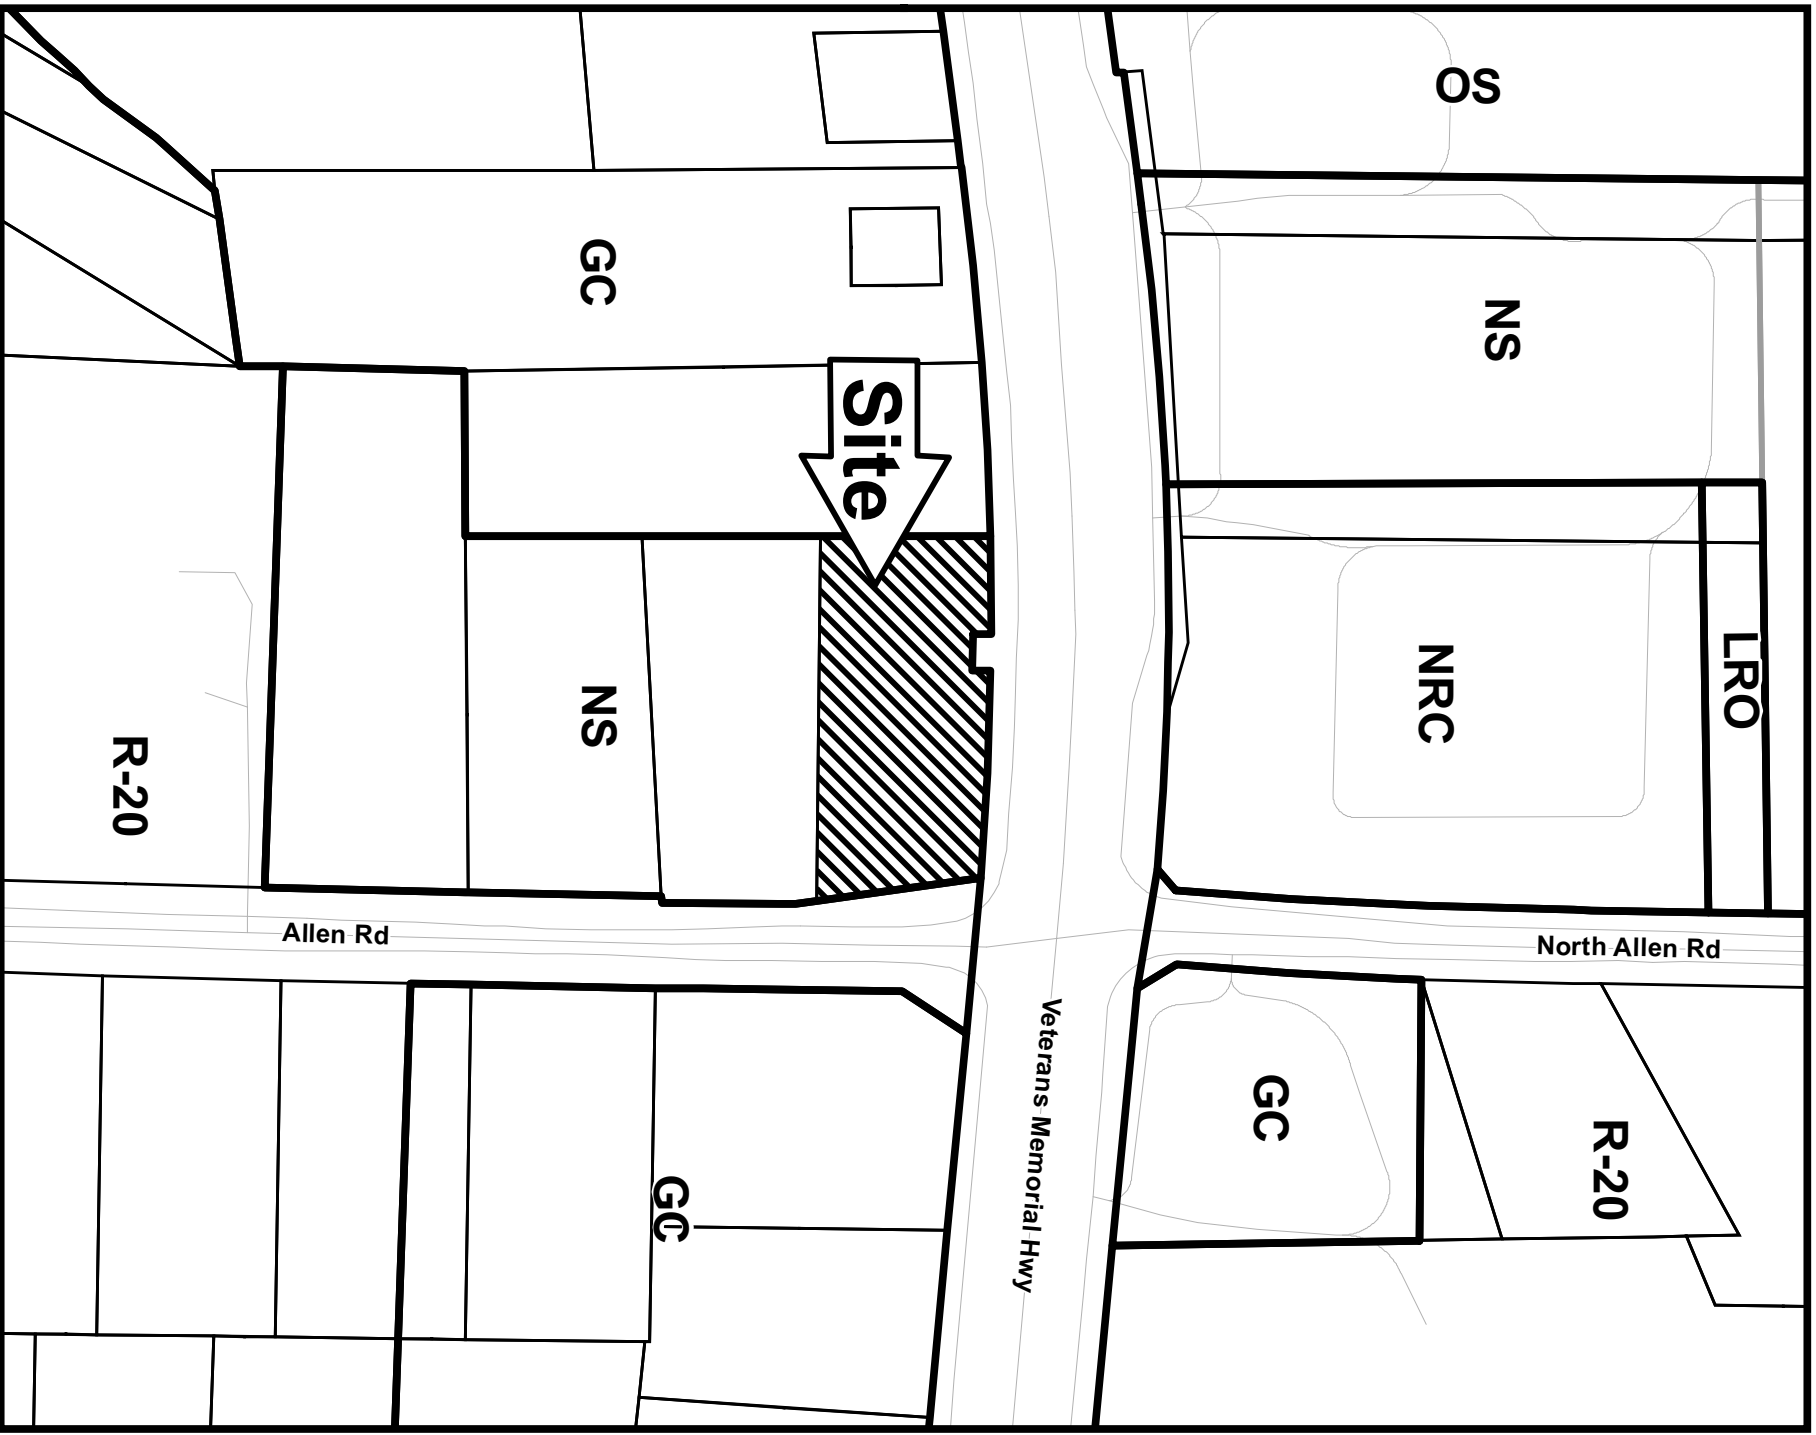 OS
GC
NS
Site
NRC
LRO
NS
R-20
Allen Rd
North Allen Rd
Veterans Memorial Hwy
GC
R-20
GC